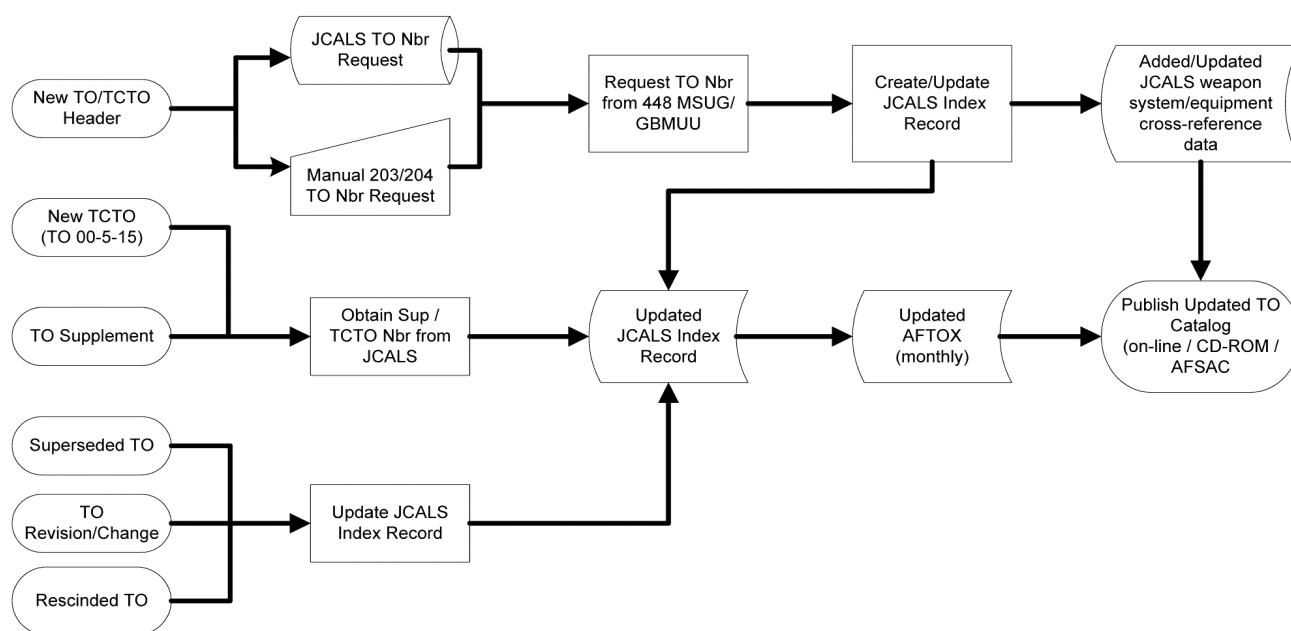 JCALS TO Nbr
Request
New TO/TCTO
Header
Manual 203/204
TO Nbr Request
Request TO Nbr
from 448 MSUG/
GBMUU
Create/Update
JCALS Index
Record
Added/Updated
JCALS weapon
system/equipment
cross-reference
data
New TCTO
(TO 00-5-15)
TO Supplement
Obtain Sup /
TCTO Nbr from
JCALS
Updated
JCALS Index
Record
Updated
AFTOX
(monthly)
Publish Updated TO
Catalog
(on-line / CD-ROM /
AFSAC
Superseded TO
TO
Revision/Change
Rescinded TO
Update JCALS
Index Record